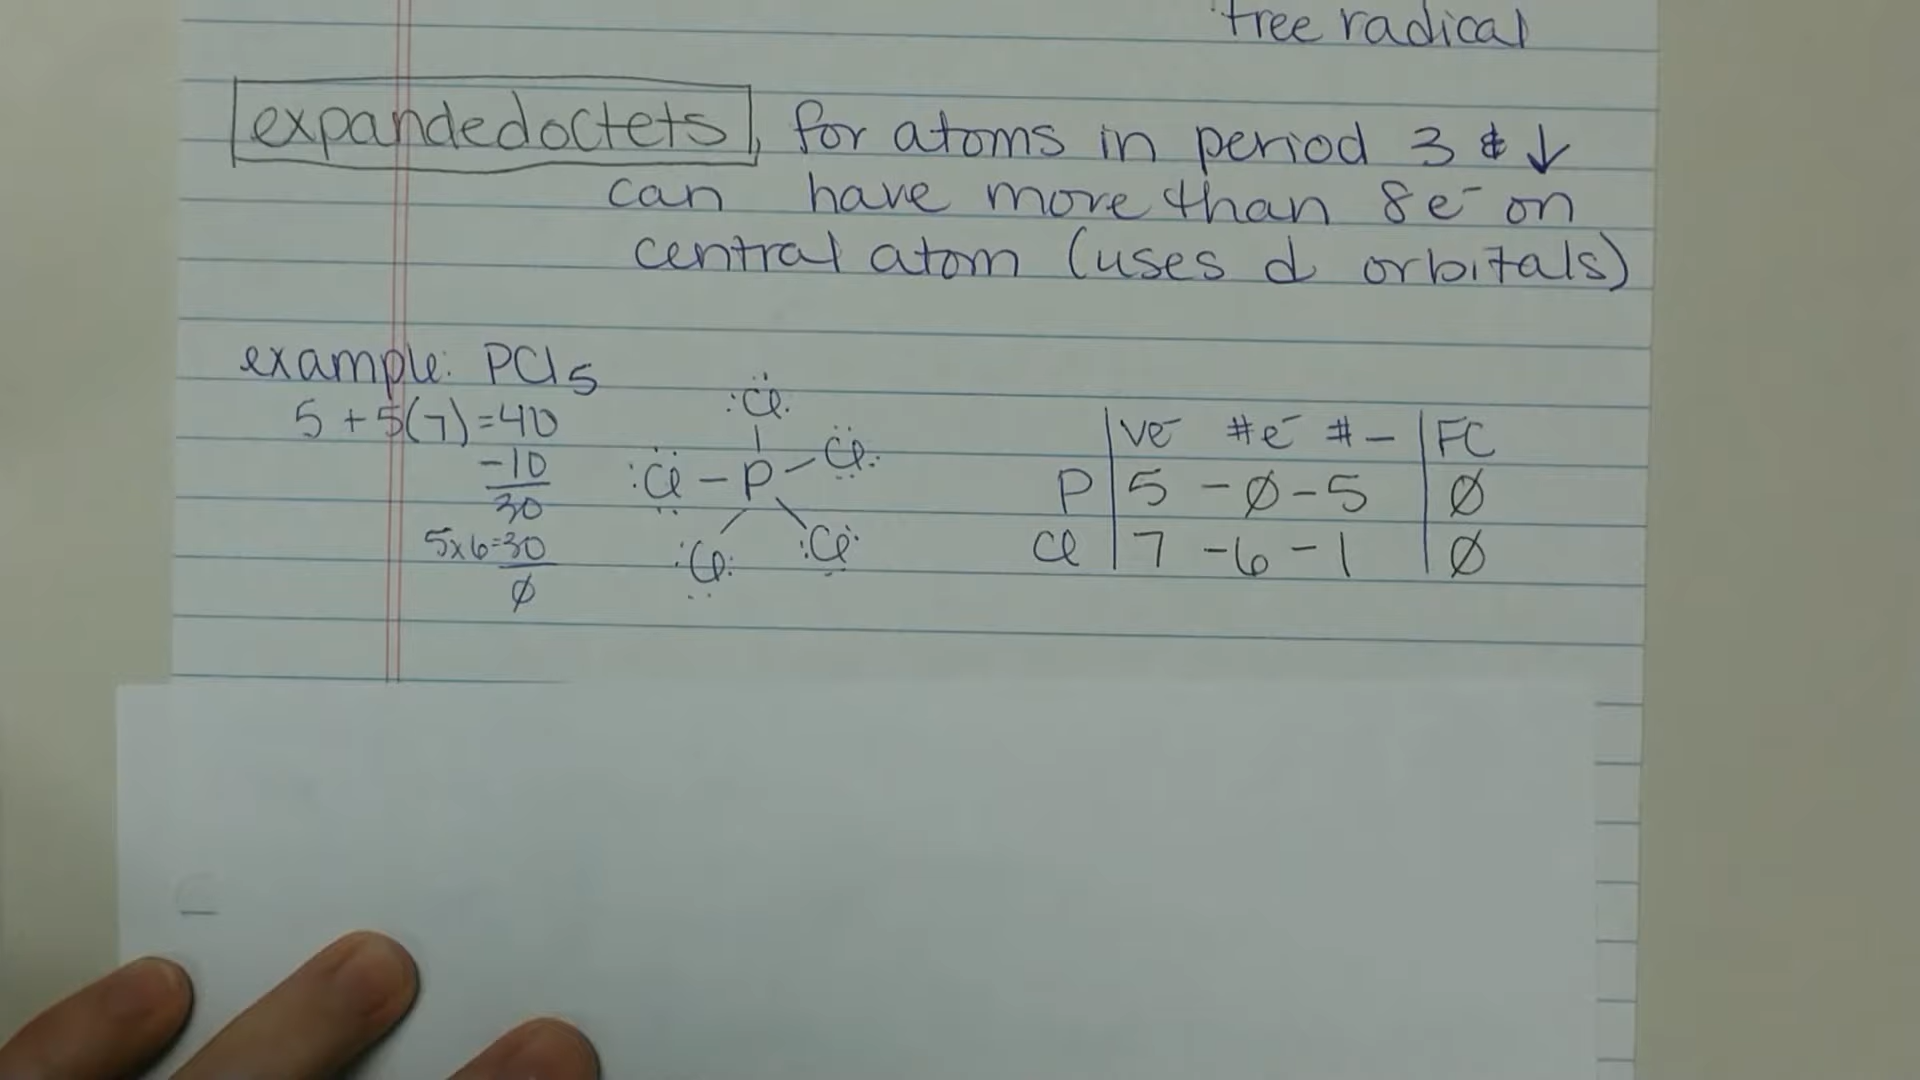 free radical
expanded octets, for atoms in period 3 & ↓
can have more than 8e⁻ on
central atom (uses d orbitals)
example: PCl₅
5 + 5(7) = 40
-10
30
5x6=30
∅
:Cl:
:Cl - P - Cl:
:Cl: :Cl:
ve⁻ #e⁻ #- FC
P 5 - ∅ - 5 ∅
Cl 7 - 6 - 1 ∅